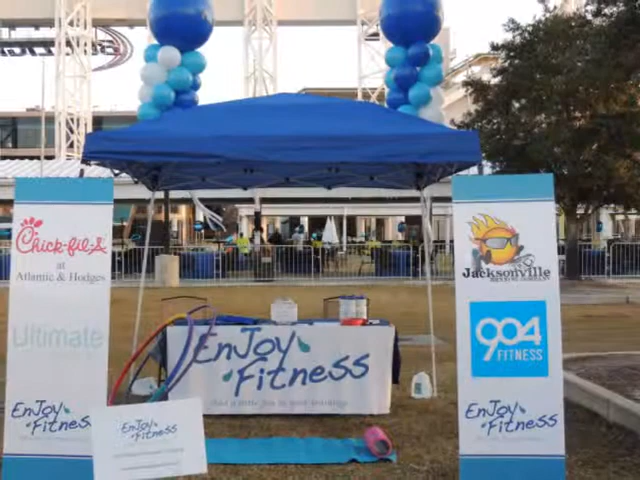 Chick-fil-A
at
Atlantic & Hodges
Ultimate
EnJoy
Fitness
EnJoy
Fitness
EnJoy
Fitness
Jacksonville
904
FITNESS
EnJoy
Fitness